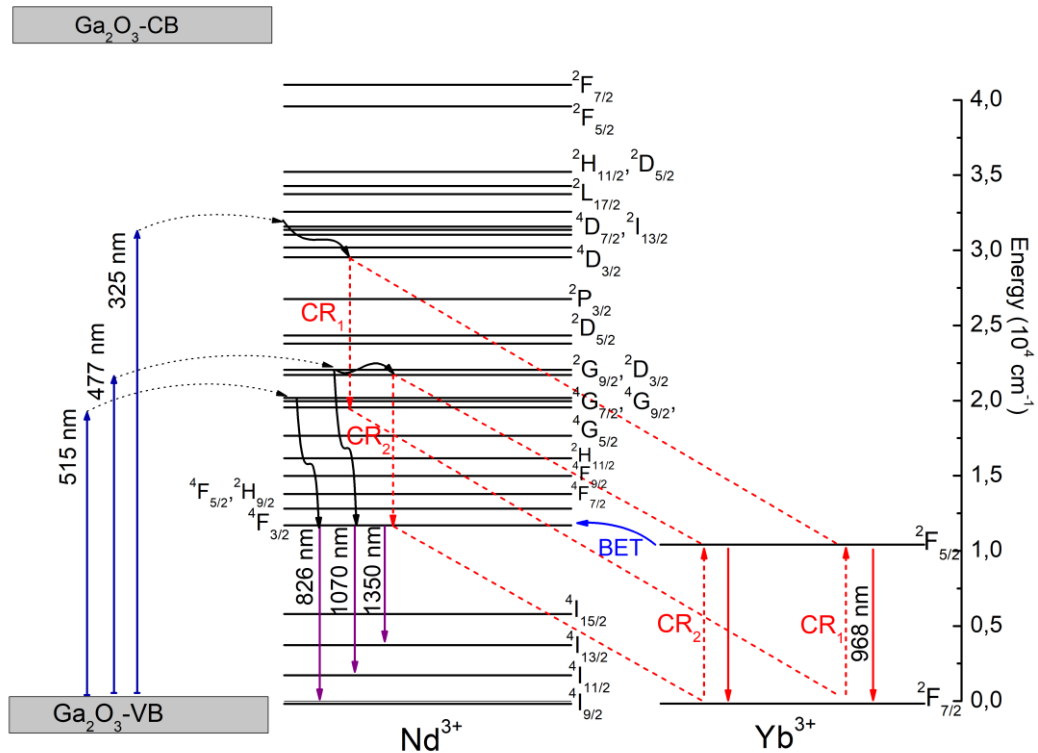 Ga₂O₃-CB
²F₇/₂
4,0
²F₅/₂
²H₁₁/₂,²D₅/₂
3,5
²L₁₇/₂
⁴D₇/₂,²I₁₃/₂
3,0
⁴D₃/₂
325 nm
²P₃/₂
CR₁
2,5
²D₅/₂
477 nm
²G₉/₂,²D₃/₂
⁴G₇/₂,⁴G₉/₂,
2,0
515 nm
CR₂
⁴G₅/₂
²H₁₁/₂
⁴F₉/₂
1,5
⁴F₇/₂
⁴F₅/₂,²H₉/₂
⁴F₃/₂
BET
²F₅/₂
1,0
826 nm
1070 nm
1350 nm
⁴I₁₅/₂
CR₂
CR₁
968 nm
0,5
⁴I₁₃/₂
⁴I₁₁/₂
⁴I₉/₂
²F₇/₂
0,0
Ga₂O₃-VB
Nd³⁺
Yb³⁺
Energy (10⁴ cm⁻¹)